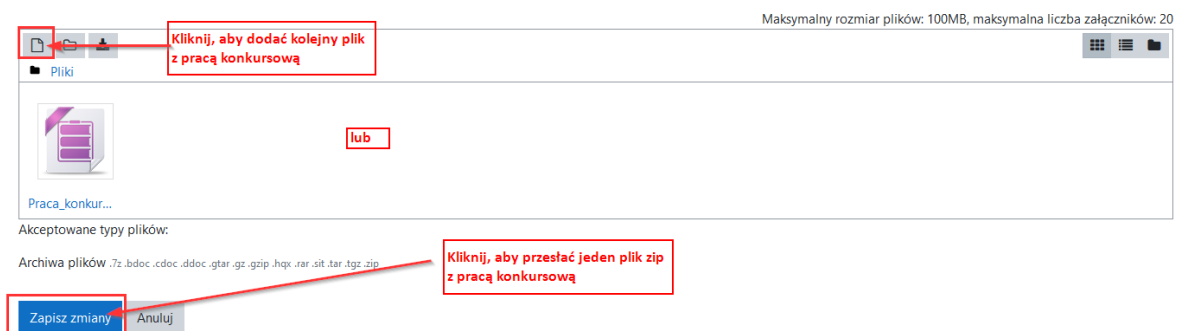 Maksymalny rozmiar plików: 100MB, maksymalna liczba załączników: 20
Kliknij, aby dodać kolejny plik
z pracą konkursową
Pliki
lub
Praca_konkur...
Akceptowane typy plików:
Kliknij, aby przesłać jeden plik zip
z pracą konkursową
Archiwa plików .7z .bdoc .cdoc .ddoc .gtar .gz .gzip .hqx .rar .sit .tar .tgz .zip
Zapisz zmiany
Anuluj